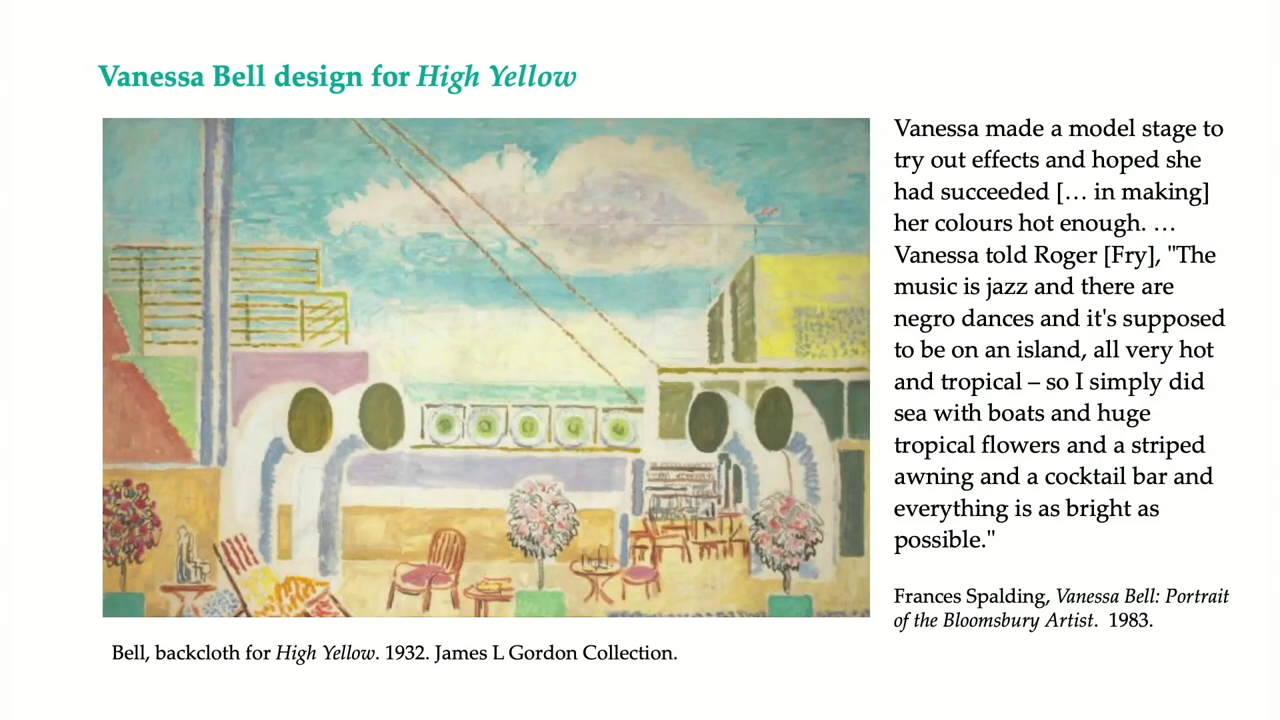 Vanessa Bell design for High Yellow
Vanessa made a model stage to
try out effects and hoped she
had succeeded [… in making]
her colours hot enough. …
Vanessa told Roger [Fry], "The
music is jazz and there are
negro dances and it's supposed
to be on an island, all very hot
and tropical – so I simply did
sea with boats and huge
tropical flowers and a striped
awning and a cocktail bar and
everything is as bright as
possible."
Frances Spalding, Vanessa Bell: Portrait
of the Bloomsbury Artist.  1983.
Bell, backcloth for High Yellow. 1932. James L Gordon Collection.